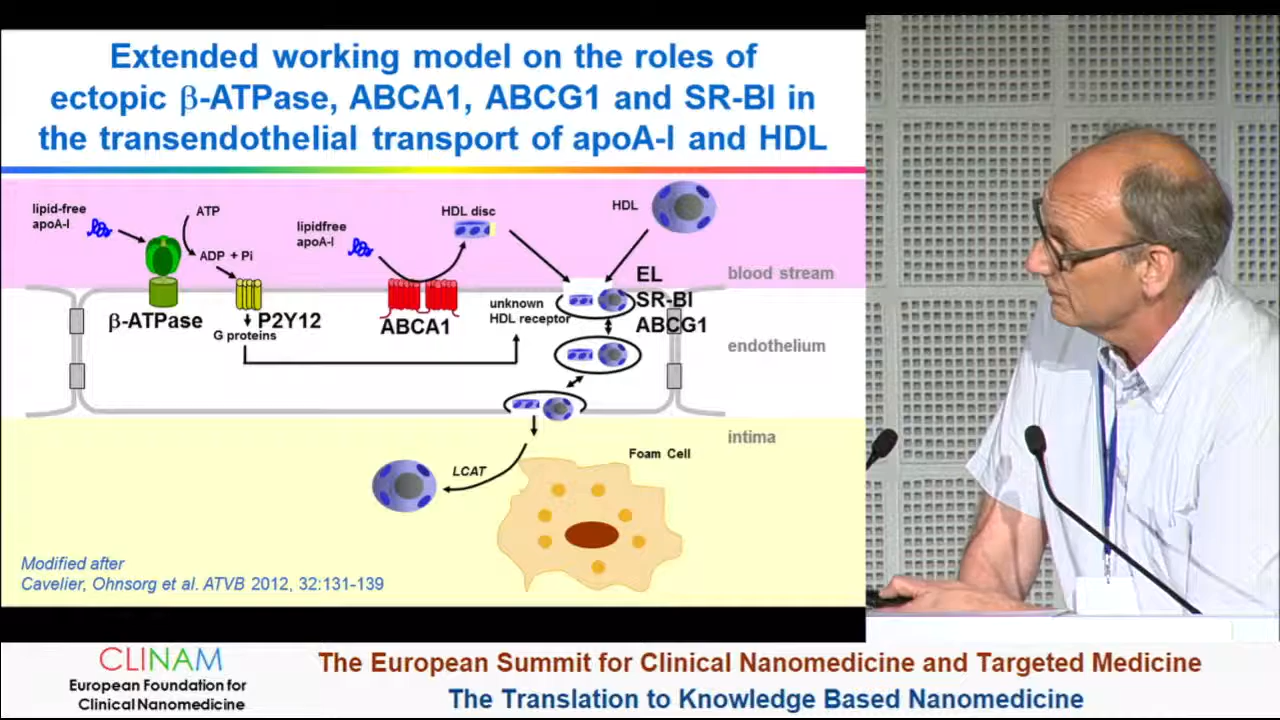 Extended working model on the roles of
ectopic β-ATPase, ABCA1, ABCG1 and SR-BI in
the transendothelial transport of apoA-I and HDL
lipid-free
apoA-I
ATP
ADP + Pi
lipidfree
apoA-I
HDL disc
HDL
blood stream
EL
SR-BI
ABCG1
unknown
HDL receptor
β-ATPase
P2Y12
G proteins
ABCA1
endothelium
intima
Foam Cell
LCAT
Modified after
Cavelier, Ohnsorg et al. ATVB 2012, 32:131-139
CLINAM
European Foundation for
Clinical Nanomedicine
The European Summit for Clinical Nanomedicine and Targeted Medicine
The Translation to Knowledge Based Nanomedicine